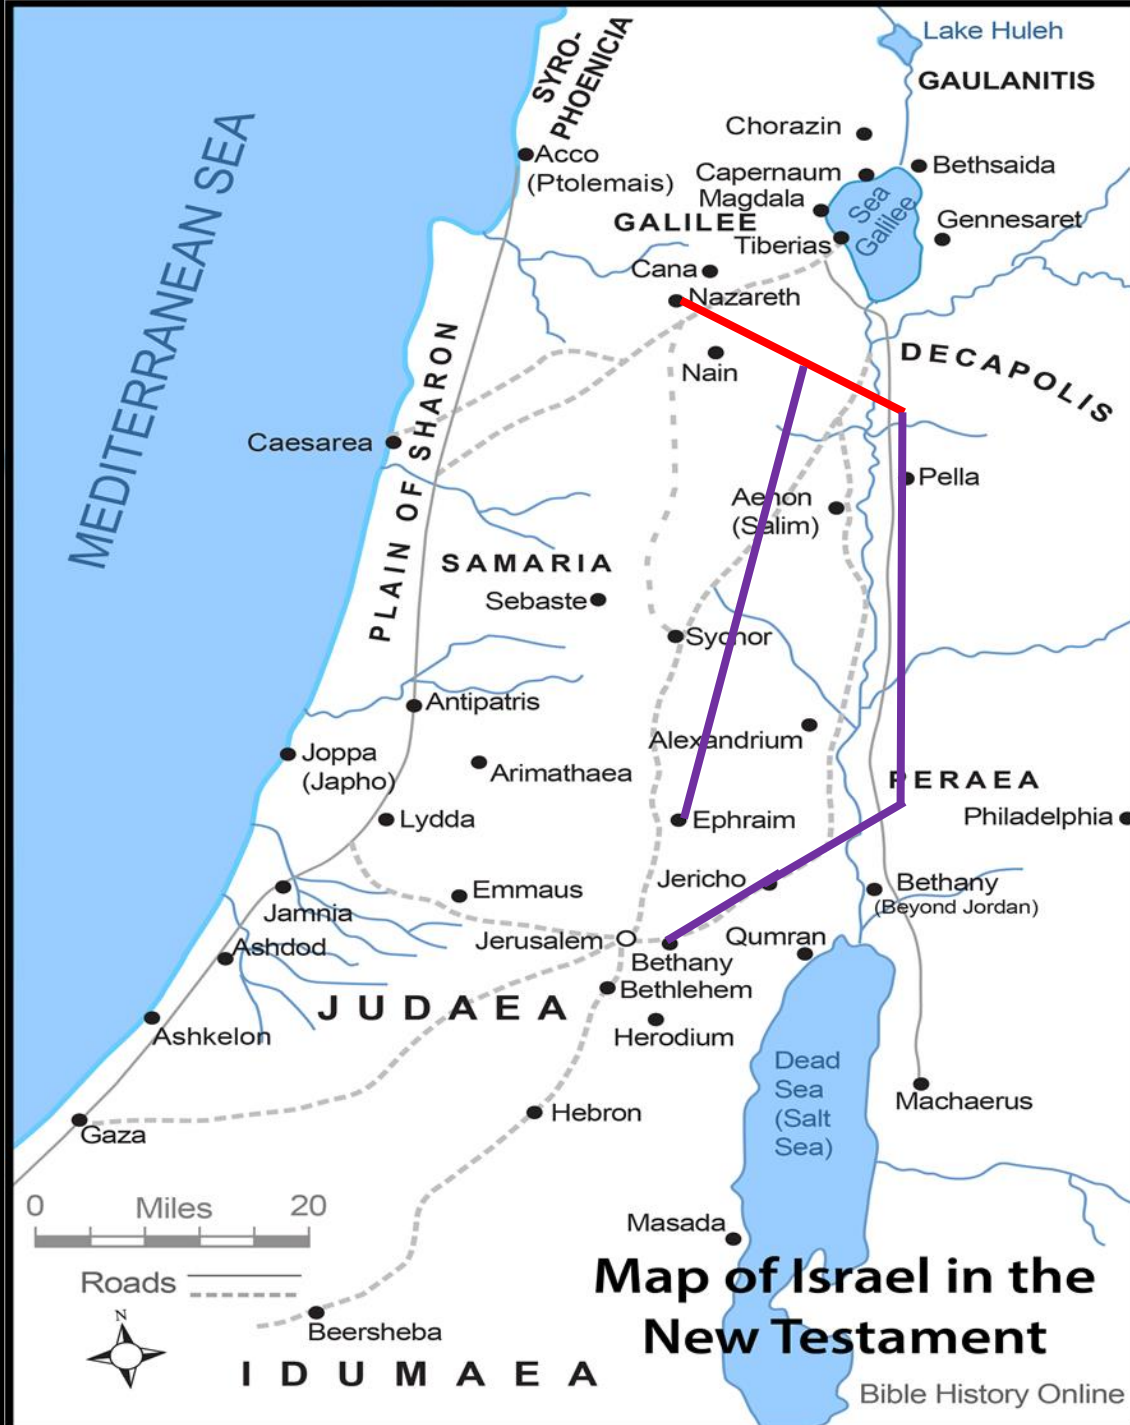 Lake Huleh
SYRO-
PHOENICIA
GAULANITIS
Chorazin
Acco
(Ptolemais)
Capernaum
Bethsaida
Magdala
Sea
Galilee
GALILEE
Gennesaret
Tiberias
Cana
Nazareth
MEDITERRANEAN SEA
DECAPOLIS
Nain
PLAIN OF SHARON
Caesarea
Pella
Aenon
(Salim)
SAMARIA
Sebaste
Sychor
Antipatris
Alexandrium
Joppa
(Japho)
Arimathaea
PERAEA
Lydda
Ephraim
Philadelphia
Jericho
Emmaus
Bethany
(Beyond Jordan)
Jamnia
Ashdod
Jerusalem
Qumran
Bethany
Bethlehem
JUDAEA
Ashkelon
Herodium
Dead
Sea
(Salt
Sea)
Machaerus
Hebron
Gaza
0 Miles 20
Masada
Roads
Map of Israel in the
New Testament
N
Beersheba
IDUMAEA
Bible History Online